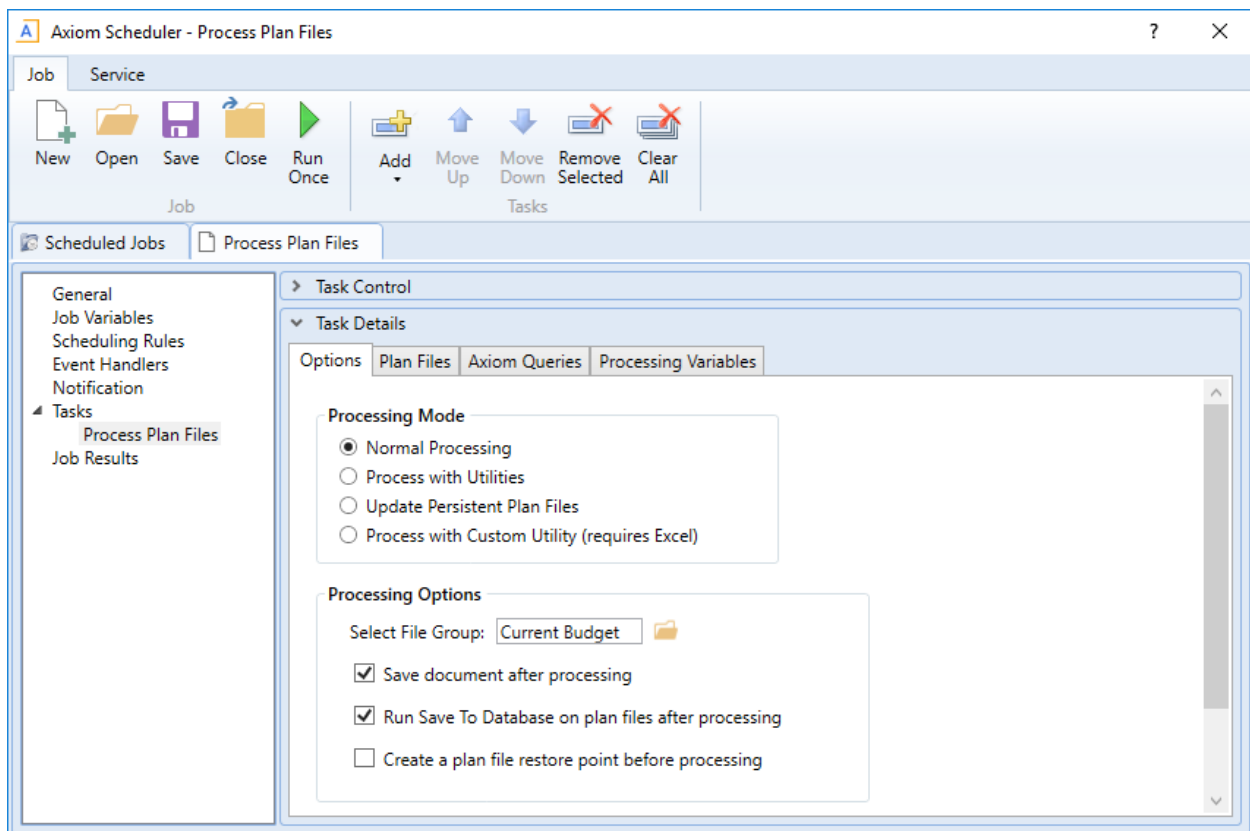 A Axiom Scheduler - Process Plan Files ?
Job Service
New Open Save Close Run Once Add Move Up Move Down Remove Selected Clear All
Job Tasks
Scheduled Jobs Process Plan Files
General
Job Variables
Scheduling Rules
Event Handlers
Notification
Tasks
Process Plan Files
Job Results
Task Control
Task Details
Options Plan Files Axiom Queries Processing Variables
Processing Mode
Normal Processing
Process with Utilities
Update Persistent Plan Files
Process with Custom Utility (requires Excel)
Processing Options
Select File Group: Current Budget
Save document after processing
Run Save To Database on plan files after processing
Create a plan file restore point before processing